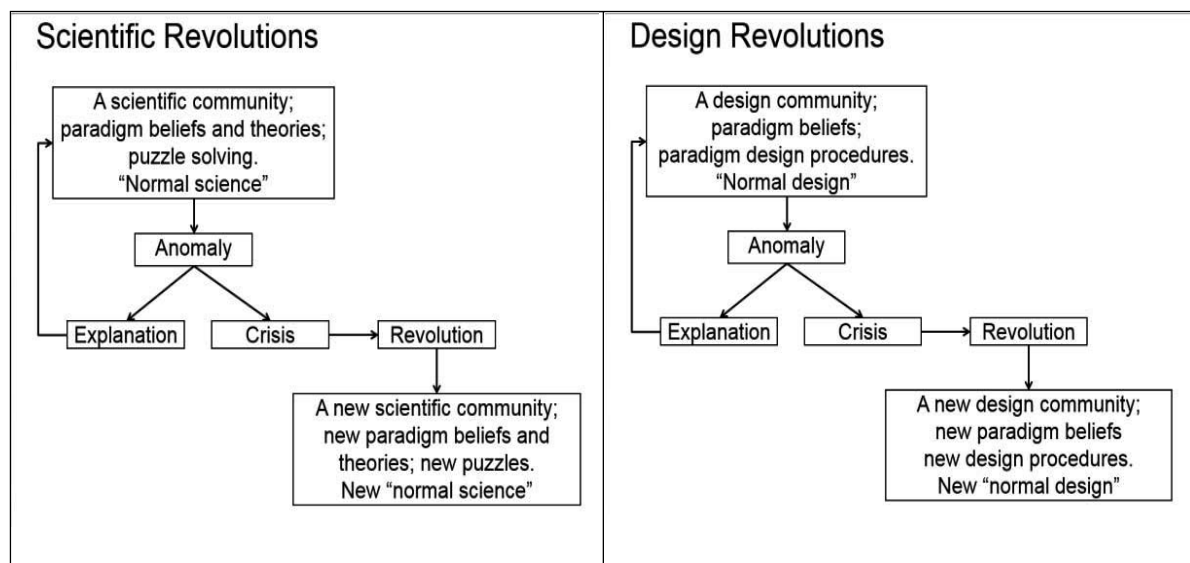 Scientific Revolutions
A scientific community;
paradigm beliefs and theories;
puzzle solving.
“Normal science”
Anomaly
Explanation
Crisis
Revolution
A new scientific community;
new paradigm beliefs and
theories; new puzzles.
New “normal science”
Design Revolutions
A design community;
paradigm beliefs;
paradigm design procedures.
“Normal design”
Anomaly
Explanation
Crisis
Revolution
A new design community;
new paradigm beliefs
new design procedures.
New “normal design”